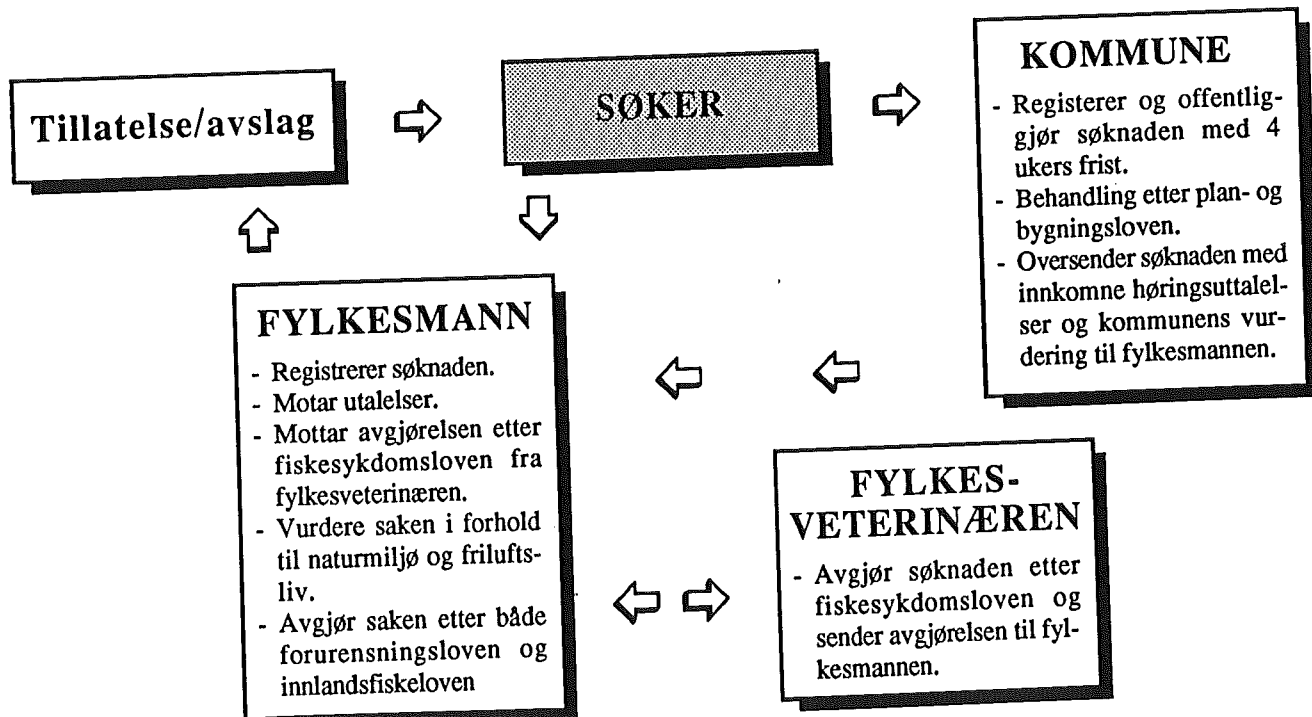 Tillatelse/avslag
SØKER
KOMMUNE
- Registerer og offentlig-
gjør søknaden med 4
ukers frist.
- Behandling etter plan- og
bygningsloven.
- Oversender søknaden med
innkomne høringsuttalel-
ser og kommunens vur-
dering til fylkesmannen.
FYLKESMANN
- Registrerer søknaden.
- Motar utalelser.
- Mottar avgjørelsen etter
fiskesykdomsloven fra
fylkesveterinæren.
- Vurdere saken i forhold
til naturmiljø og frilufts-
liv.
- Avgjør saken etter både
forurensningsloven og
innlandsfiskeloven
FYLKES-
VETERINÆREN
- Avgjør søknaden etter
fiskesykdomsloven og
sender avgjørelsen til fyl-
kesmannen.